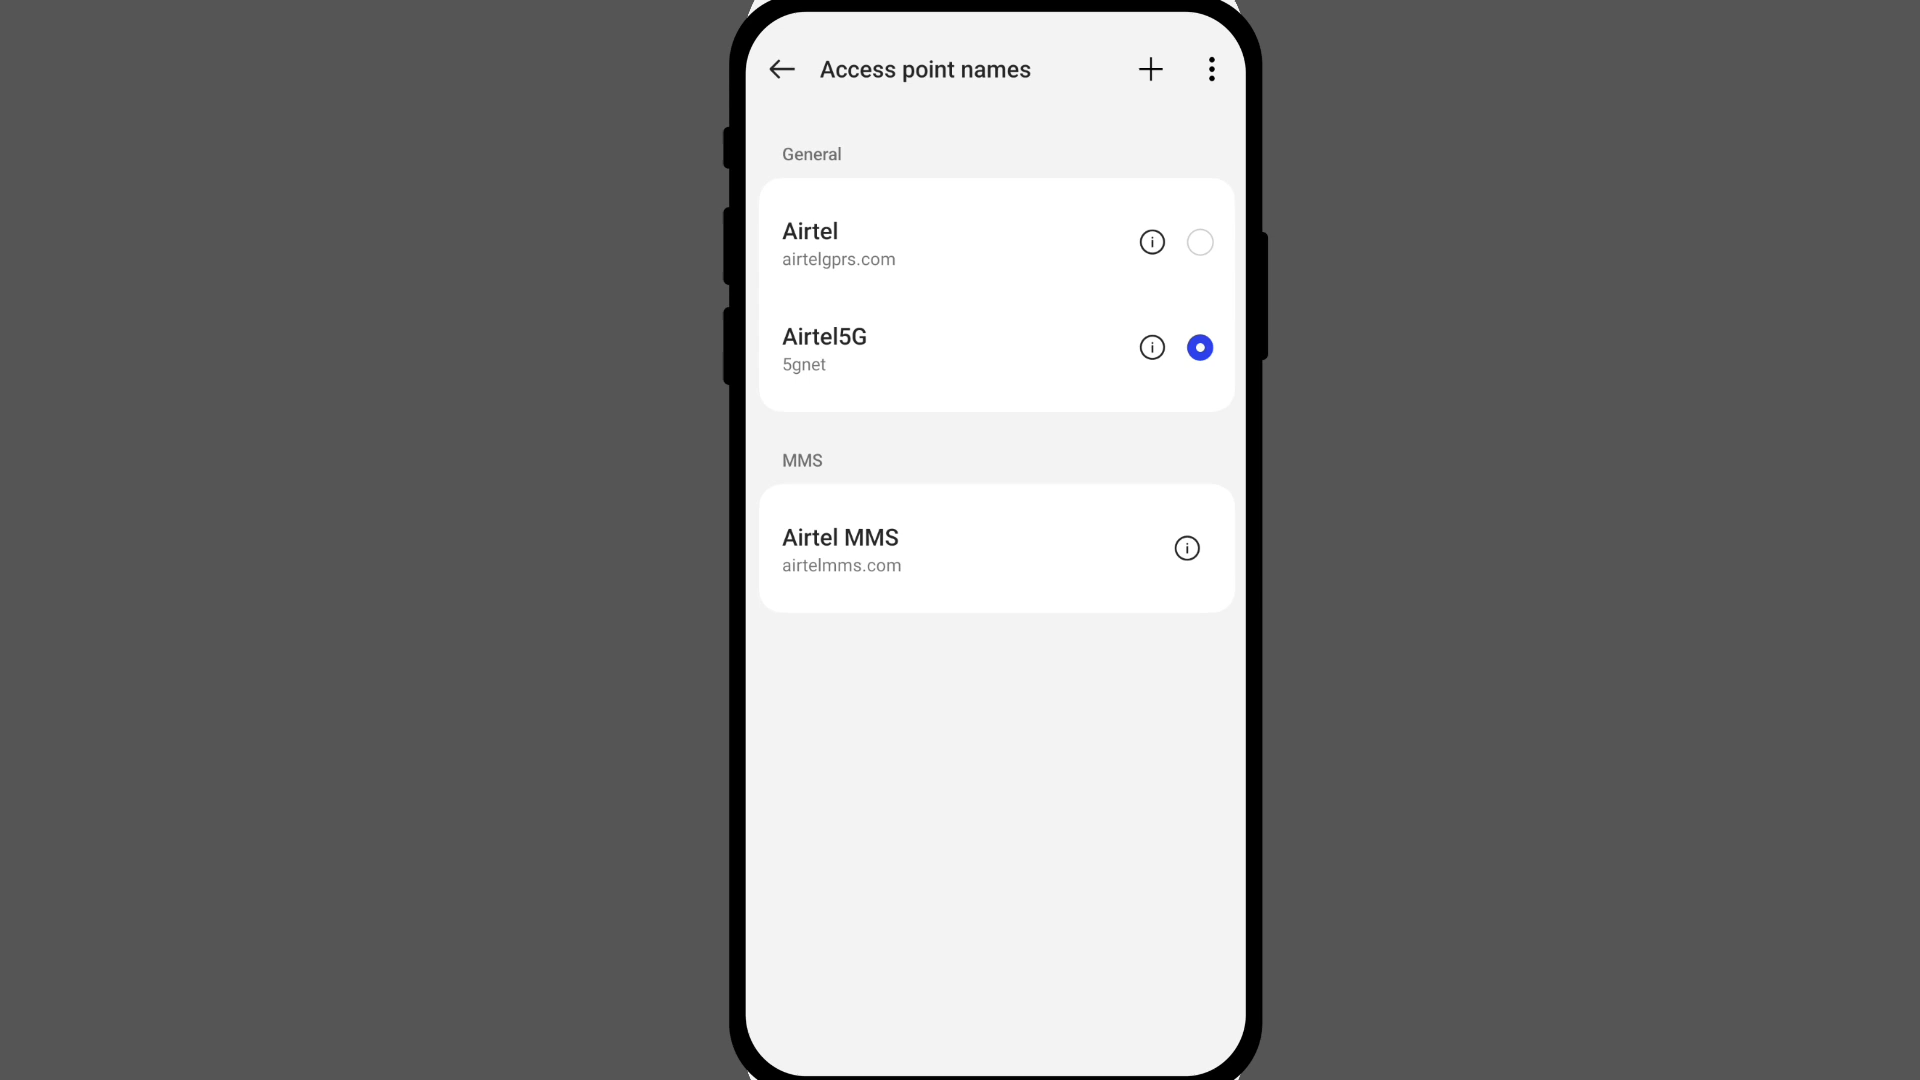 Access point names
General
Airtel
airtelgprs.com
Airtel5G
5gnet
MMS
Airtel MMS
airtelmms.com